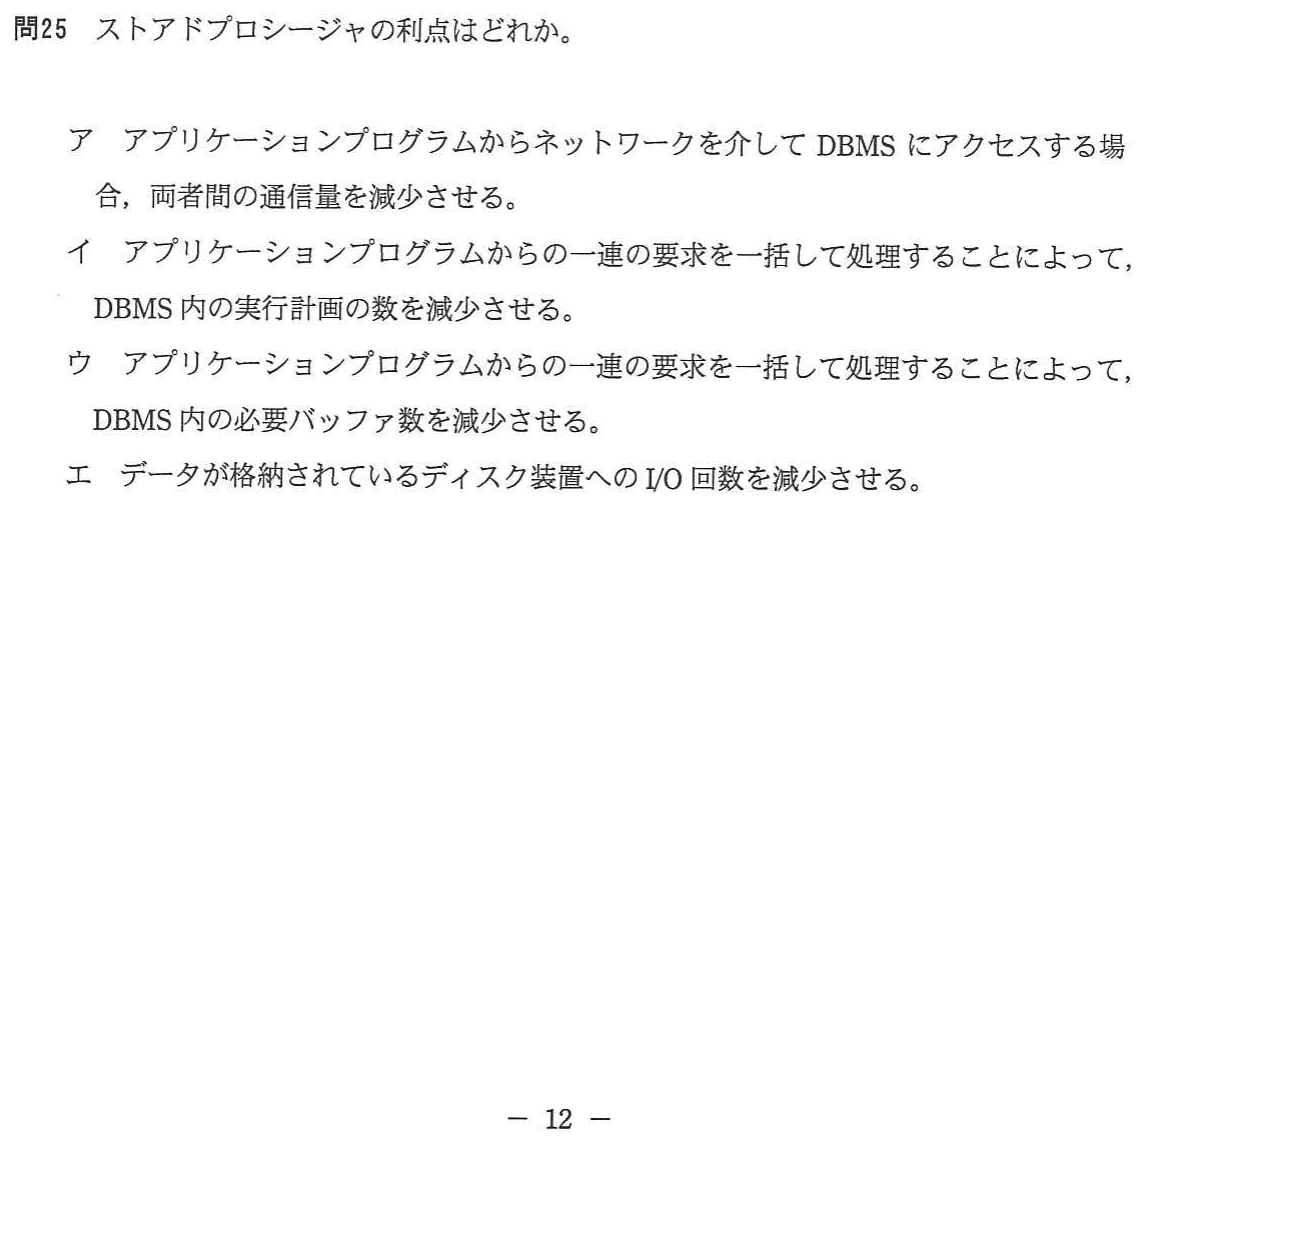 問25 ストアドプロシージャの利点はどれか。
ア アプリケーションプログラムからネットワークを介して DBMS にアクセスする場
合，両者間の通信量を減少させる。
イ アプリケーションプログラムからの一連の要求を一括して処理することによって，
DBMS 内の実行計画の数を減少させる。
ウ アプリケーションプログラムからの一連の要求を一括して処理することによって，
DBMS 内の必要バッファ数を減少させる。
エ データが格納されているディスク装置への I/O 回数を減少させる。
― 12 ―